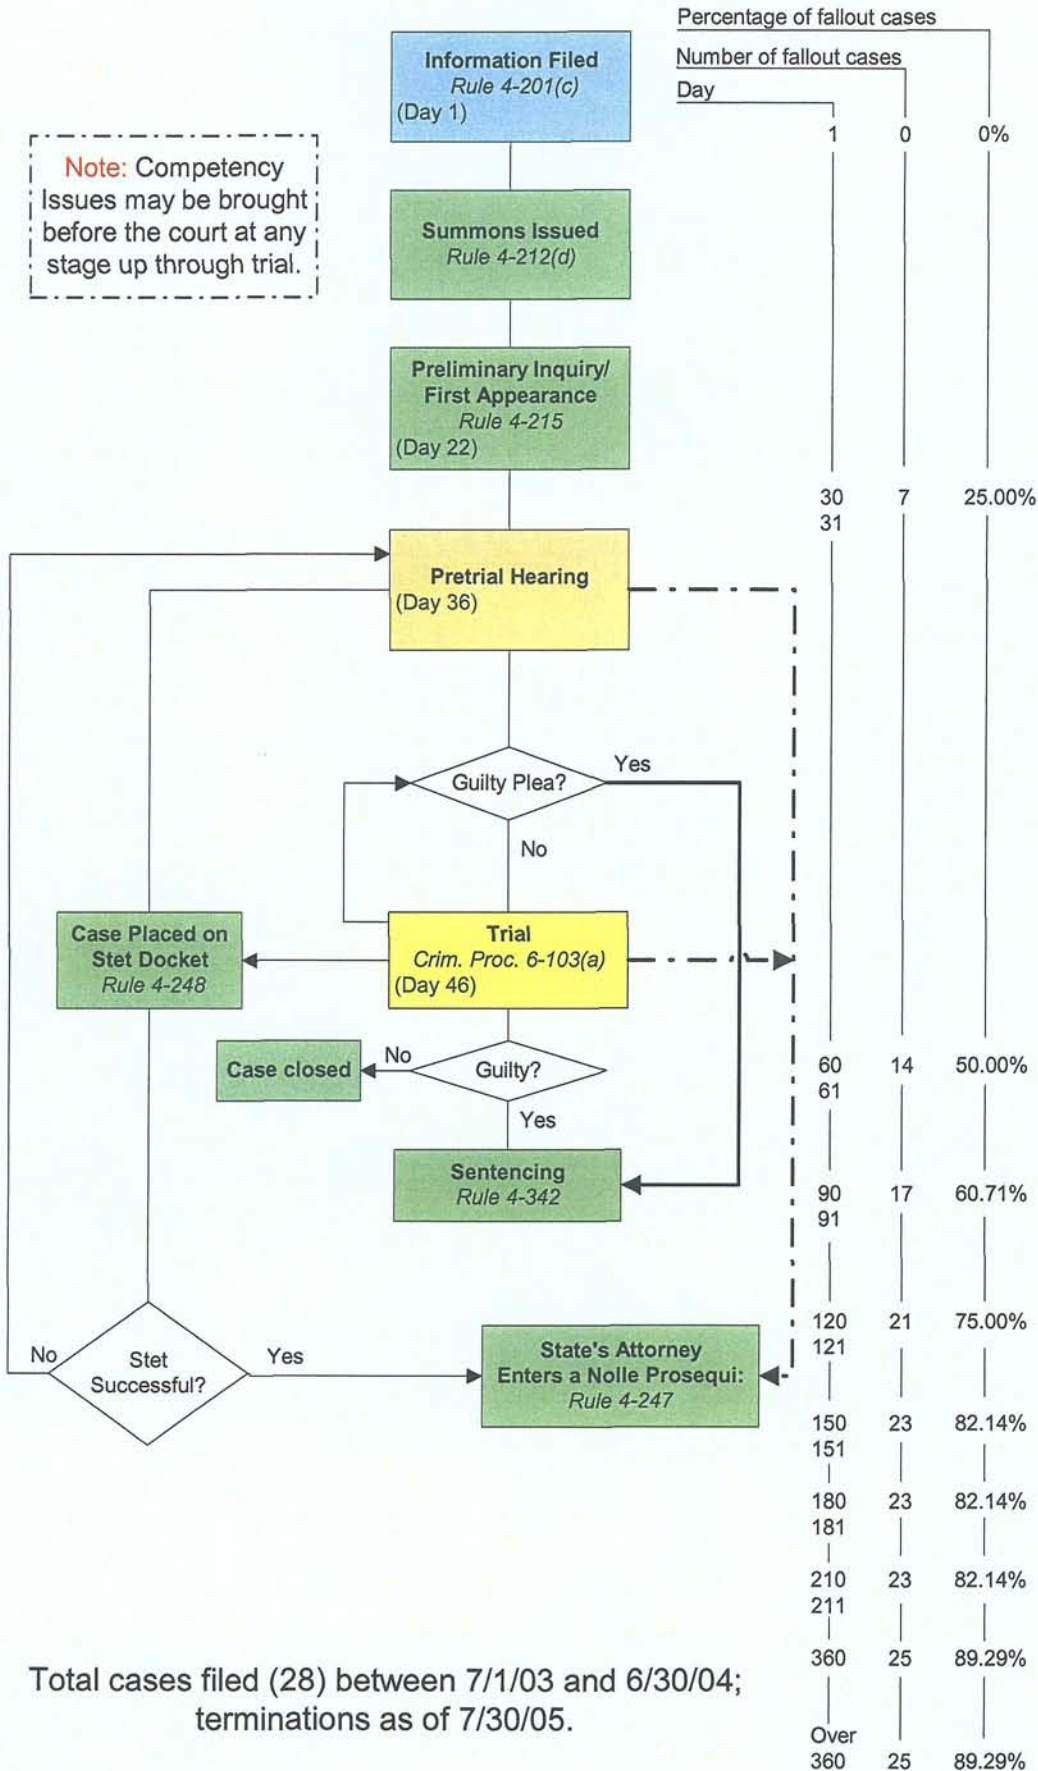 Percentage of fallout cases
Number of fallout cases
Day
1 0 0%
Information Filed
Rule 4-201(c)
(Day 1)
Note: Competency
Issues may be brought
before the court at any
stage up through trial.
Summons Issued
Rule 4-212(d)
Preliminary Inquiry/
First Appearance
Rule 4-215
(Day 22)
30 7 25.00%
31
Pretrial Hearing
(Day 36)
Guilty Plea?
Yes
No
Case Placed on
Stet Docket
Rule 4-248
Trial
Crim. Proc. 6-103(a)
(Day 46)
Case closed
No
Guilty?
Yes
60 14 50.00%
61
Sentencing
Rule 4-342
90 17 60.71%
91
120 21 75.00%
121
No
Stet
Successful?
Yes
State's Attorney
Enters a Nolle Prosequi:
Rule 4-247
150 23 82.14%
151
180 23 82.14%
181
210 23 82.14%
211
360 25 89.29%
Over
360 25 89.29%
Total cases filed (28) between 7/1/03 and 6/30/04;
terminations as of 7/30/05.